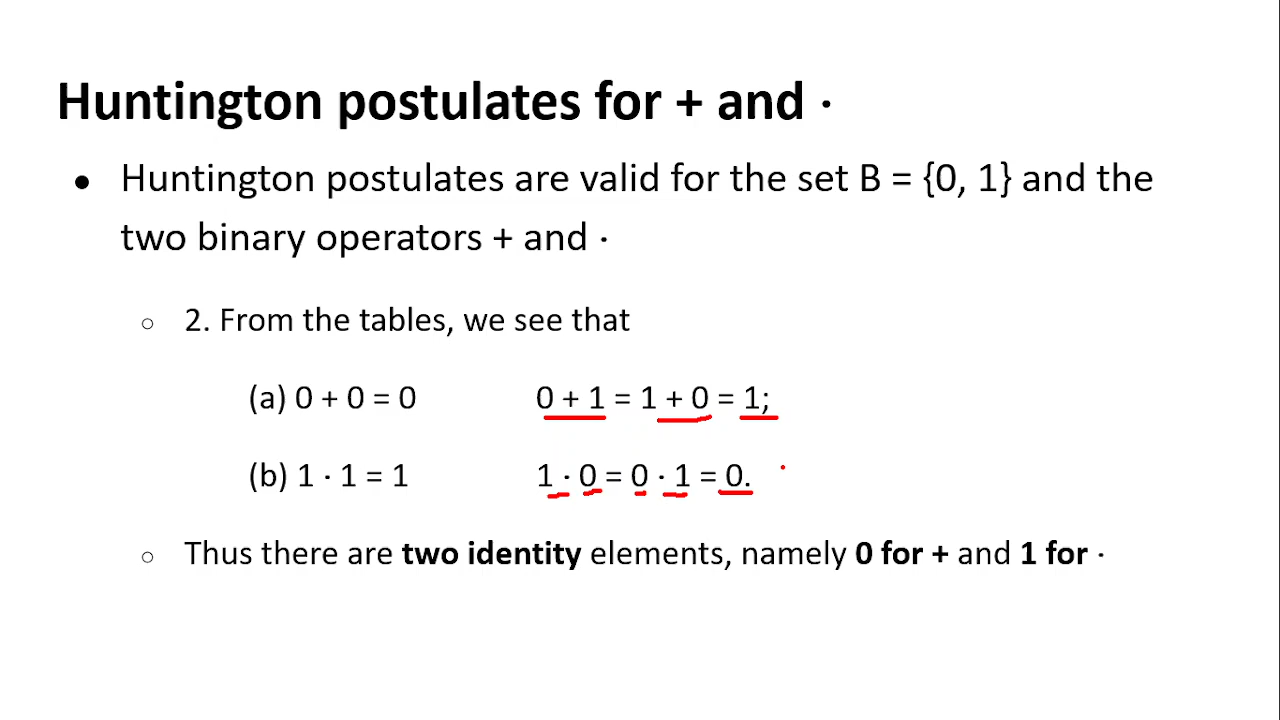 Huntington postulates for + and ·
● Huntington postulates are valid for the set B = {0, 1} and the
two binary operators + and ·
○ 2. From the tables, we see that
(a) 0 + 0 = 0 0 + 1 = 1 + 0 = 1;
(b) 1 · 1 = 1 1 · 0 = 0 · 1 = 0.
○ Thus there are two identity elements, namely 0 for + and 1 for ·